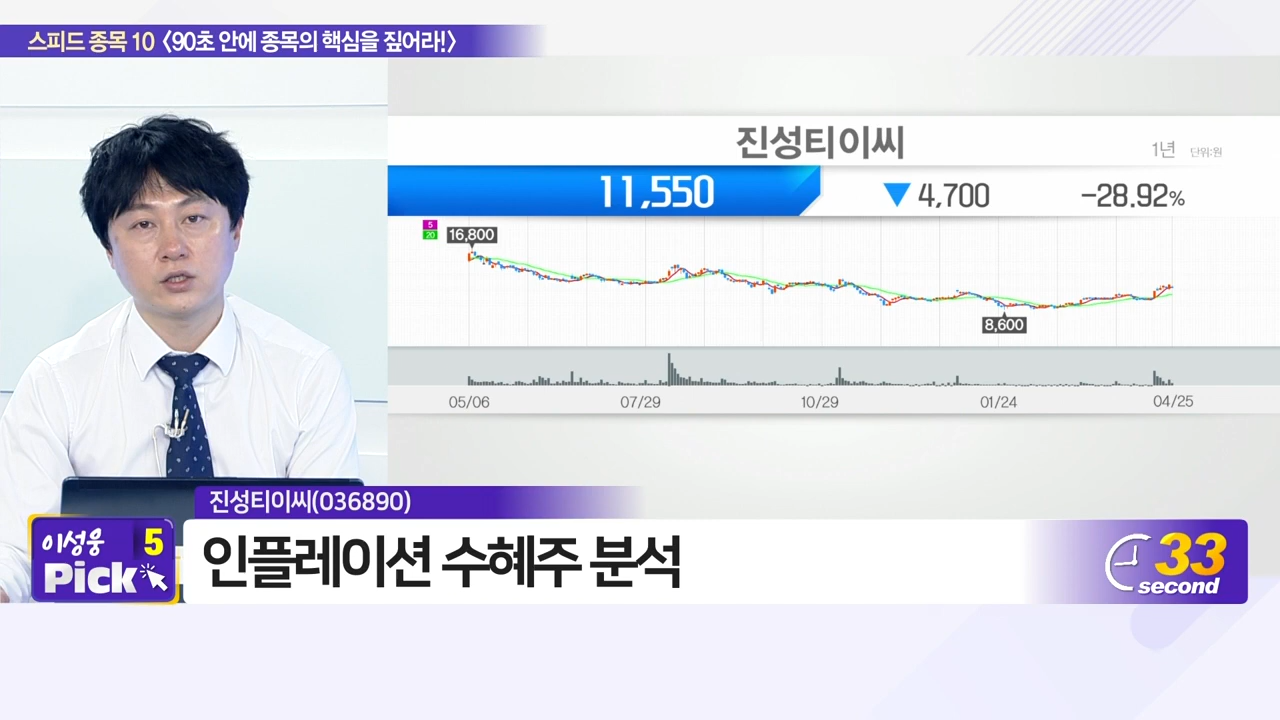 스피드 종목 10 〈90초 안에 종목의 핵심을 짚어라!〉
진성티이씨
1년 단위:원
11,550 ▼ 4,700 -28.92%
5
20
16,800
8,600
05/06 07/29 10/29 01/24 04/25
진성티이씨(036890)
이성웅 5
Pick
인플레이션 수혜주 분석
33
second